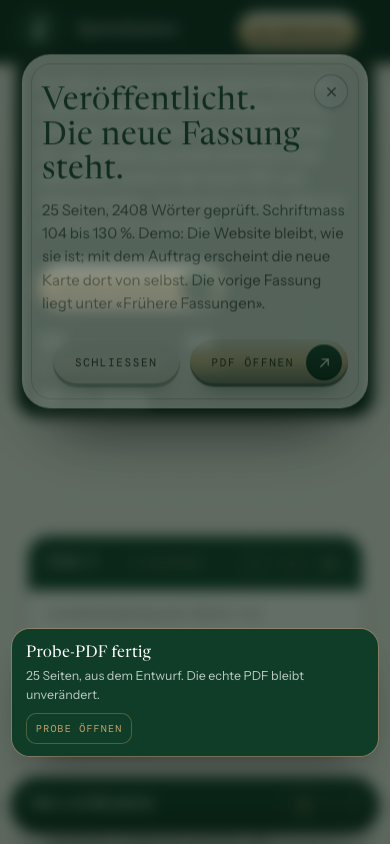 Veröffentlicht.
Die neue Fassung
steht.
25 Seiten, 2408 Wörter geprüft. Schriftmass
104 bis 130 %. Demo: Die Website bleibt, wie
sie ist; mit dem Auftrag erscheint die neue
Karte dort von selbst. Die vorige Fassung
liegt unter «Frühere Fassungen».
SCHLIESSEN
PDF ÖFFNEN
Probe-PDF fertig
25 Seiten, aus dem Entwurf. Die echte PDF bleibt
unverändert.
PROBE ÖFFNEN